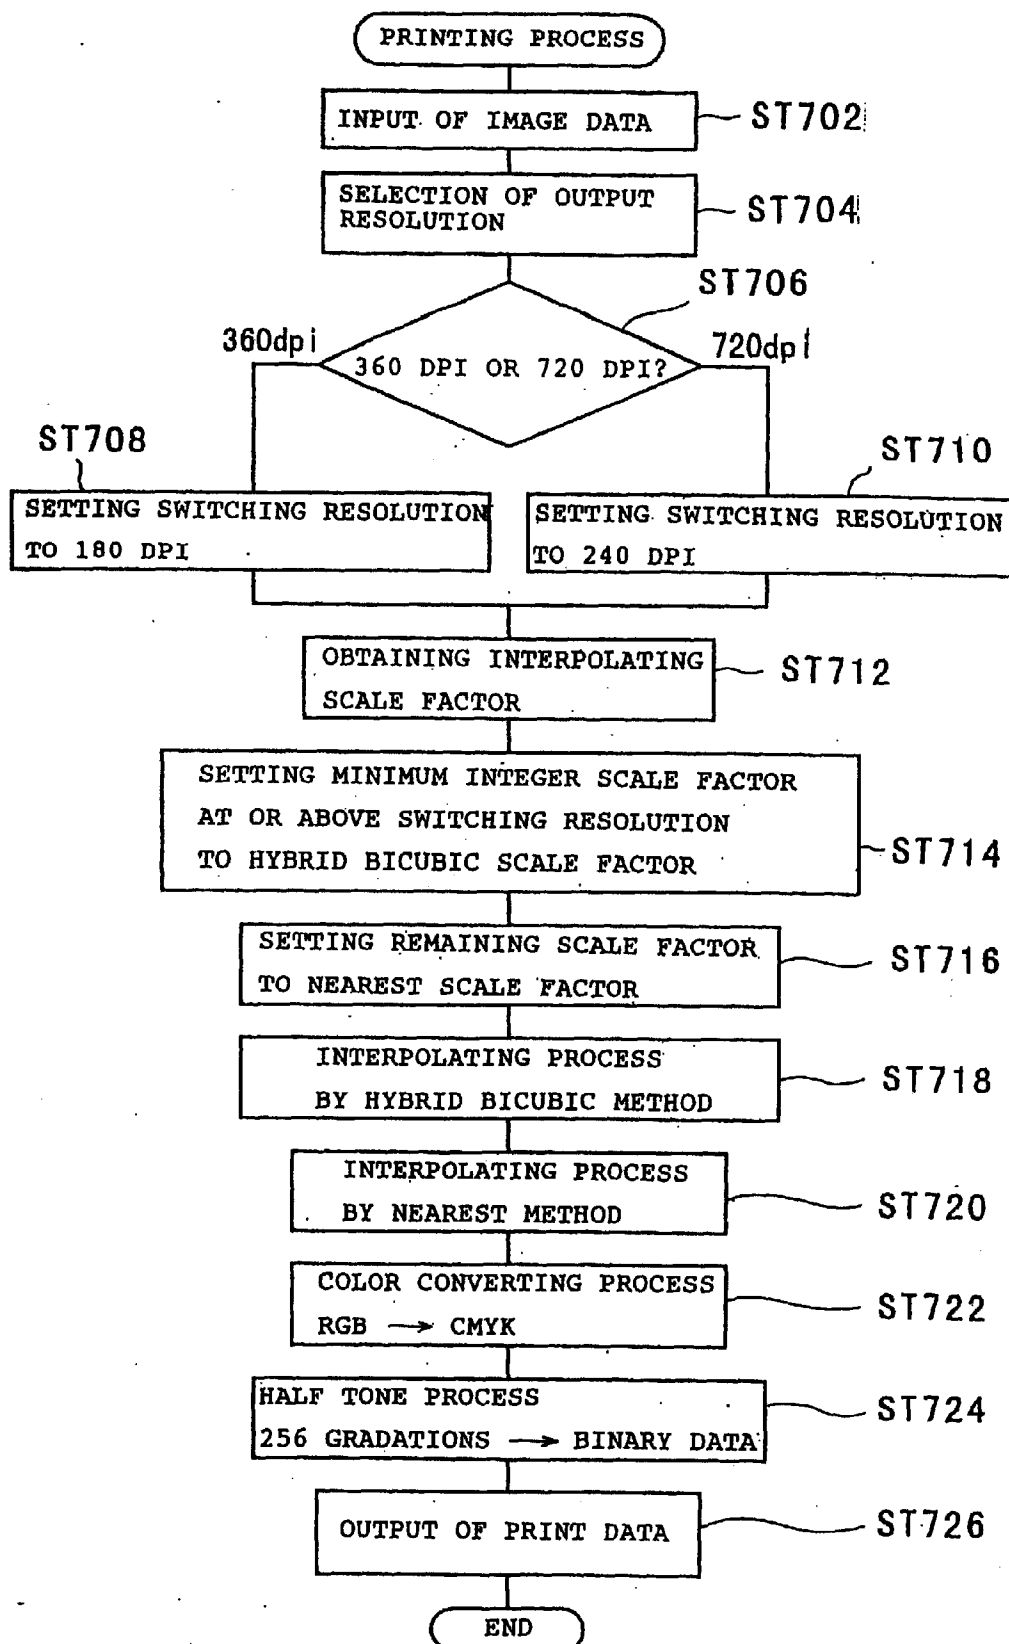 PRINTING PROCESS
INPUT OF IMAGE DATA
ST702
SELECTION OF OUTPUT
RESOLUTION
ST704
ST706
360dpi
720dpi
360 DPI OR 720 DPI?
ST708
ST710
SETTING SWITCHING RESOLUTION
TO 180 DPI
SETTING SWITCHING RESOLUTION
TO 240 DPI
OBTAINING INTERPOLATING
SCALE FACTOR
ST712
SETTING MINIMUM INTEGER SCALE FACTOR
AT OR ABOVE SWITCHING RESOLUTION
TO HYBRID BICUBIC SCALE FACTOR
ST714
SETTING REMAINING SCALE FACTOR
TO NEAREST SCALE FACTOR
ST716
INTERPOLATING PROCESS
BY HYBRID BICUBIC METHOD
ST718
INTERPOLATING PROCESS
BY NEAREST METHOD
ST720
COLOR CONVERTING PROCESS
RGB → CMYK
ST722
HALF TONE PROCESS
256 GRADATIONS → BINARY DATA
ST724
OUTPUT OF PRINT DATA
ST726
END